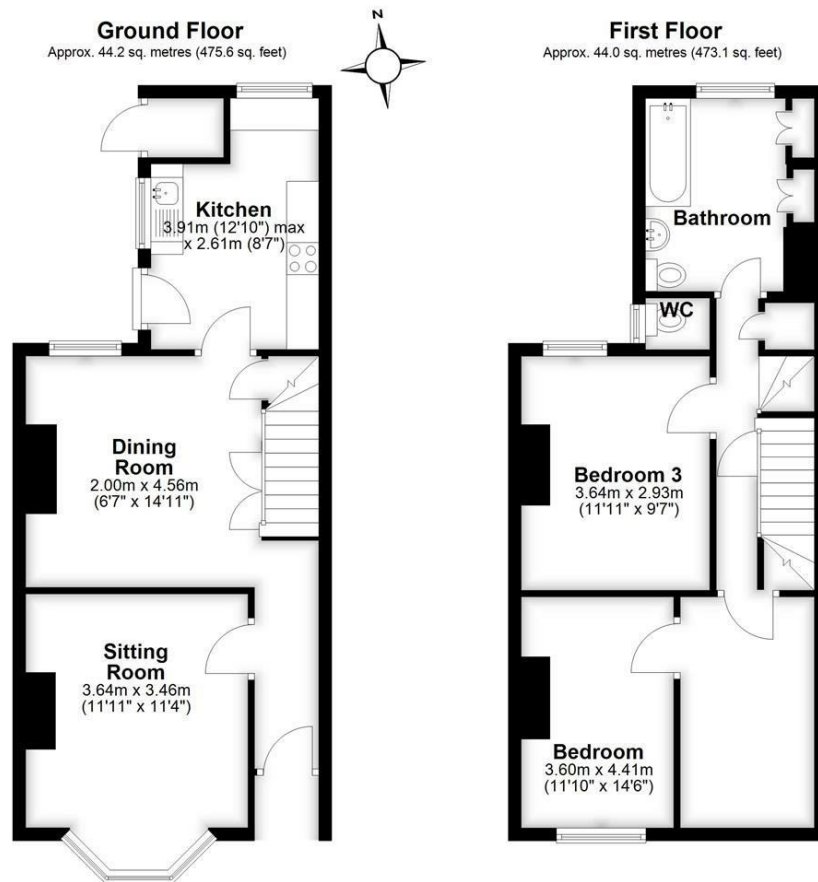 Ground Floor
Approx. 44.2 sq. metres (475.6 sq. feet)
N
Kitchen
3.91m (12'10") max
x 2.61m (8'7")
Dining
Room
2.00m x 4.56m
(6'7" x 14'11")
Sitting
Room
3.64m x 3.46m
(11'11" x 11'4")
First Floor
Approx. 44.0 sq. metres (473.1 sq. feet)
Bathroom
WC
Bedroom 3
3.64m x 2.93m
(11'11" x 9'7")
Bedroom
3.60m x 4.41m
(11'10" x 14'6")